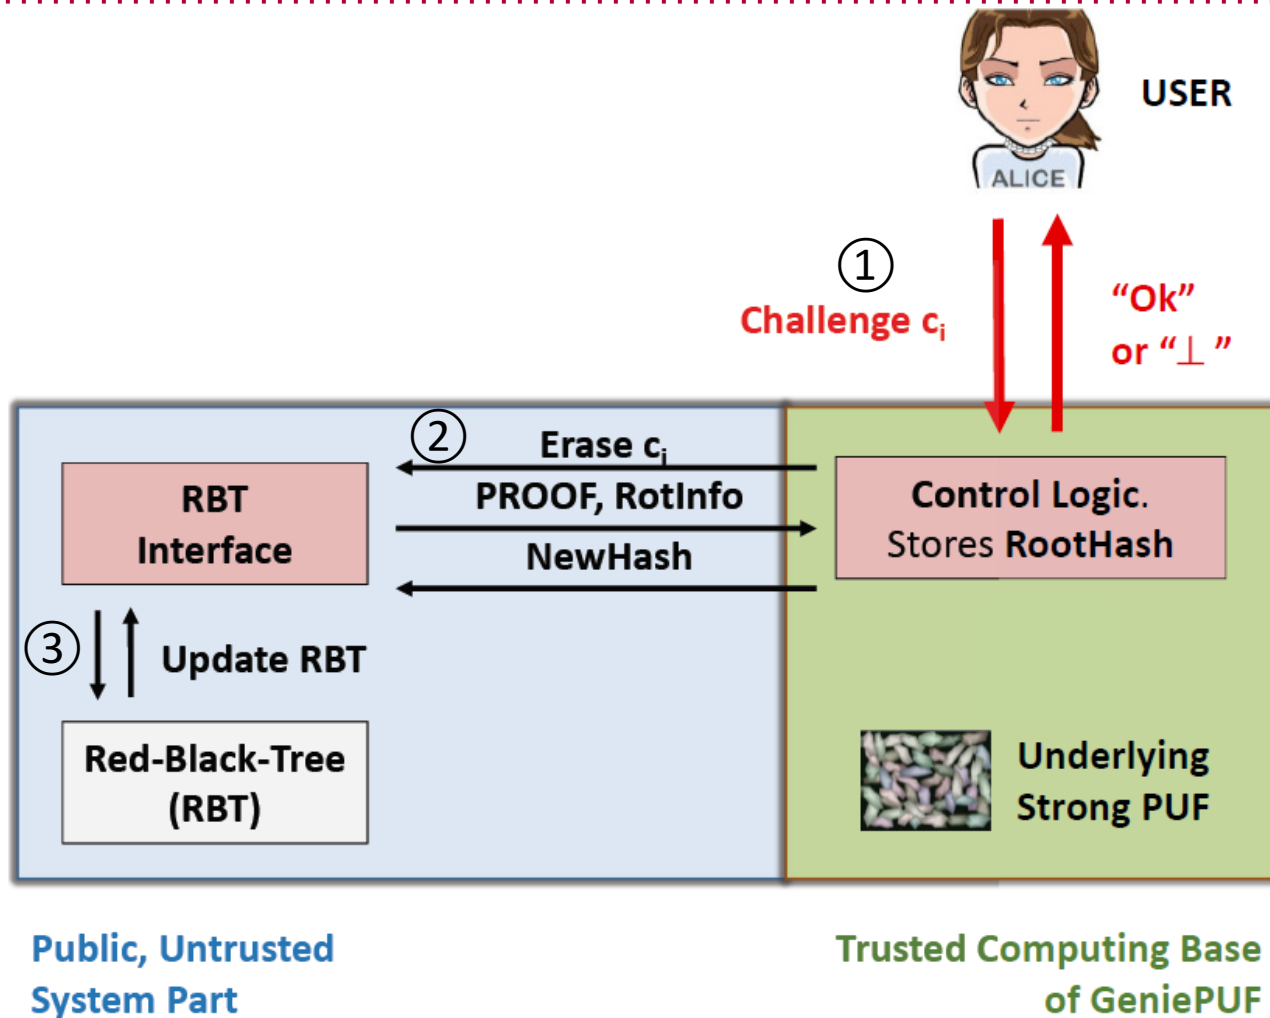 USER
ALICE
①
Challenge cᵢ
“Ok”
or “⊥”
②
Erase cᵢ
PROOF, RotInfo
NewHash
RBT
Interface
Control Logic.
Stores RootHash
③
Update RBT
Red-Black-Tree
(RBT)
Underlying
Strong PUF
Public, Untrusted
System Part
Trusted Computing Base
of GeniePUF